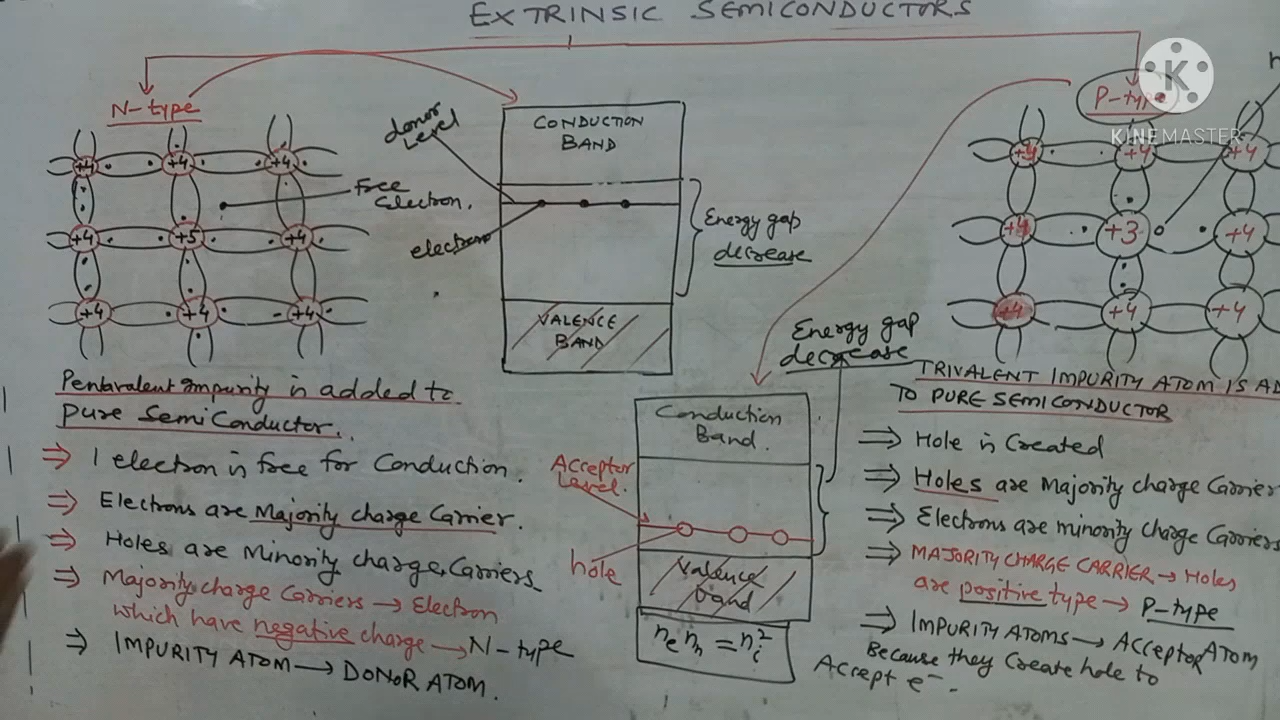 EXTRINSIC SEMICONDUCTORS
N-type
+4 +4 +4
+4 +5 +4
+4 +4 +4
Free
electron.
donor
Level
electron
CONDUCTION
BAND
Energy gap
decrease
VALENCE
BAND
P-type
K
KINEMASTER
+4 +4 +4
+4 +3 +4
+4 +4 +4
h
Pentavalent Impurity is added to
pure SemiConductor.
⇒ 1 electron is free for Conduction.
⇒ Electrons are Majority charge Carrier.
⇒ Holes are Minority charge Carriers
⇒ Majority charge Carriers → Electron
which have negative charge → N-type
⇒ IMPURITY ATOM → DONOR ATOM.
Energy gap
decrease
Conduction
Band.
Acceptor
Level.
hole
Valence
band
nₑ nₕ = nᵢ²
TRIVALENT IMPURITY ATOM IS AD
TO PURE SEMICONDUCTOR
⇒ Hole is Created
⇒ Holes are Majority charge Carrier
⇒ Electrons are minority charge Carriers
⇒ MAJORITY CHARGE CARRIER → Holes
are positive type → P-type
⇒ IMPURITY ATOMS → Acceptor ATOM
Because they Create hole to
Accept e⁻.